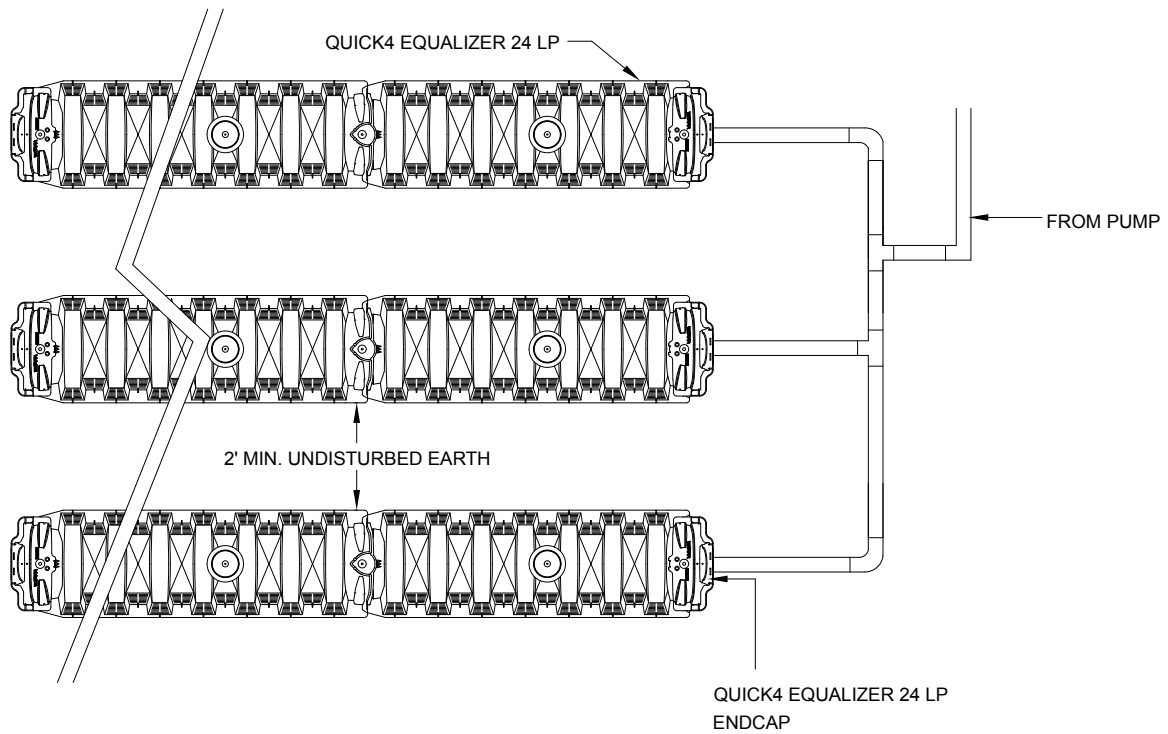 QUICK4 EQUALIZER 24 LP
FROM PUMP
2' MIN. UNDISTURBED EARTH
QUICK4 EQUALIZER 24 LP
ENDCAP